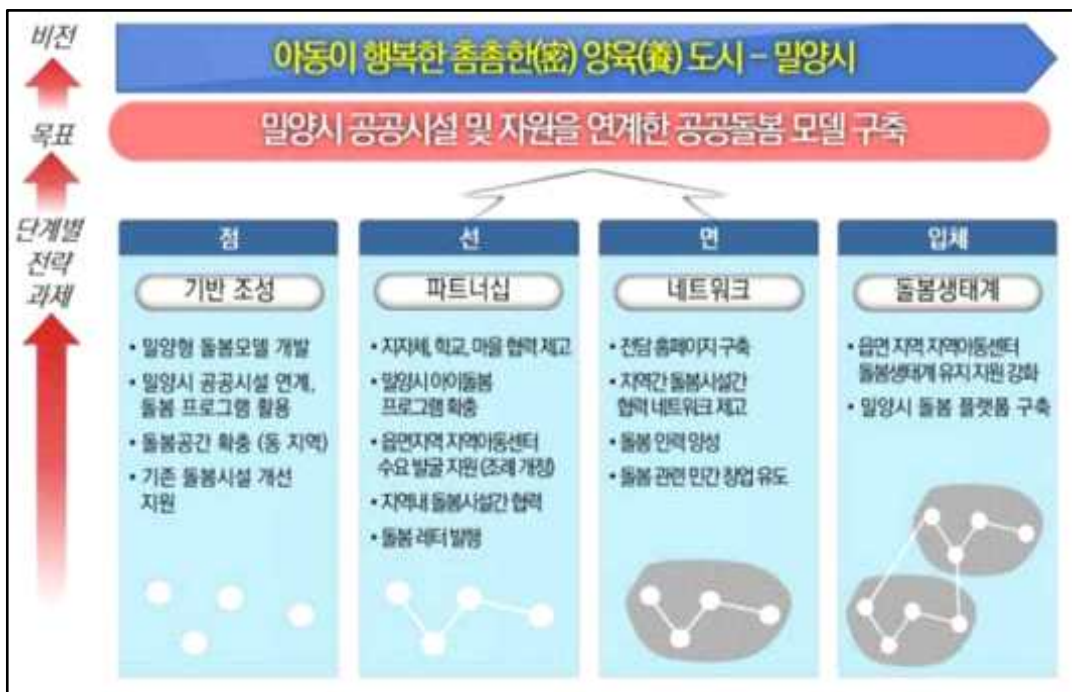 비전
아동이 행복한 촘촘한(密) 양육(養) 도시 – 밀양시
목표
밀양시 공공시설 및 자원을 연계한 공공돌봄 모델 구축
단계별
전략
과제
점
기반 조성
• 밀양형 돌봄모델 개발
• 밀양시 공공시설 연계,
돌봄 프로그램 활용
• 돌봄공간 확충 (동 지역)
• 기존 돌봄시설 개선
지원
선
파트너십
• 지자체, 학교, 마을 협력 제고
• 밀양시 아이돌봄
프로그램 확충
• 읍면지역 지역아동센터
수요 발굴 지원 (조례 개정)
• 지역내 돌봄시설간 협력
• 돌봄 레터 발행
면
네트워크
• 전담 홈페이지 구축
• 지역간 돌봄시설간
협력 네트워크 제고
• 돌봄 인력 양성
• 돌봄 관련 민간 창업 유도
입체
돌봄생태계
• 읍면 지역 지역아동센터
돌봄생태계 유지 지원 강화
• 밀양시 돌봄 플랫폼 구축